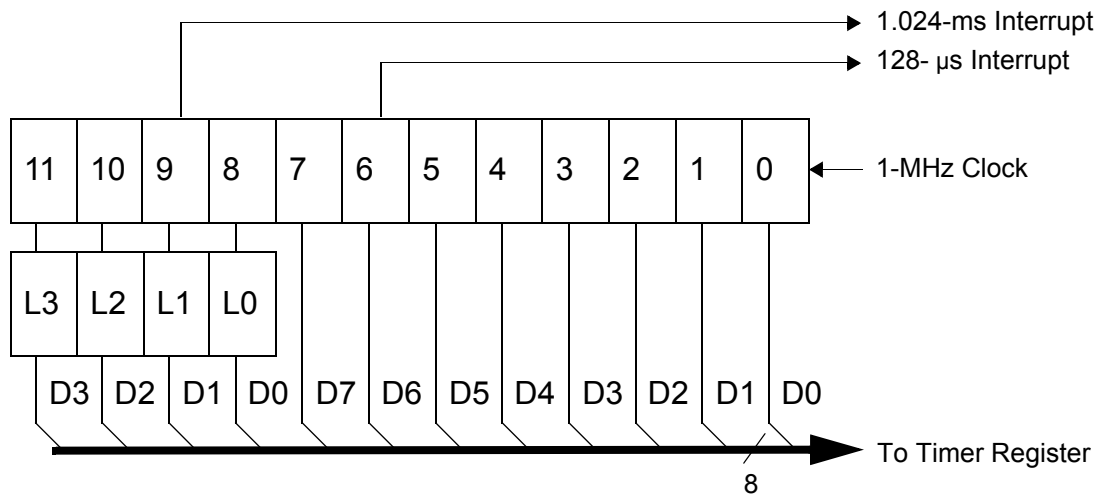 1.024-ms Interrupt
128- µs Interrupt
11 10 9 8 7 6 5 4 3 2 1 0
1-MHz Clock
L3 L2 L1 L0
D3 D2 D1 D0 D7 D6 D5 D4 D3 D2 D1 D0
To Timer Register
8